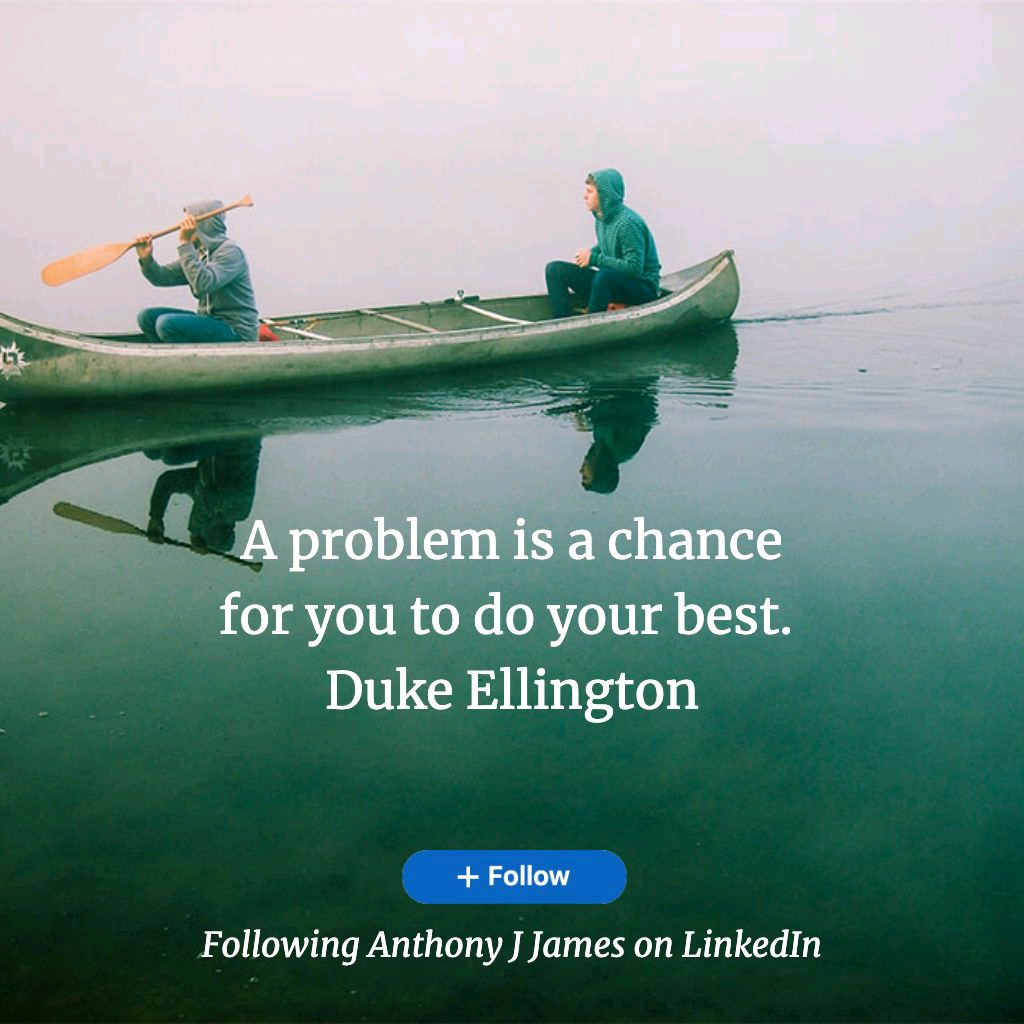 A problem is a chance
for you to do your best.
Duke Ellington
+ Follow
Following Anthony J James on LinkedIn